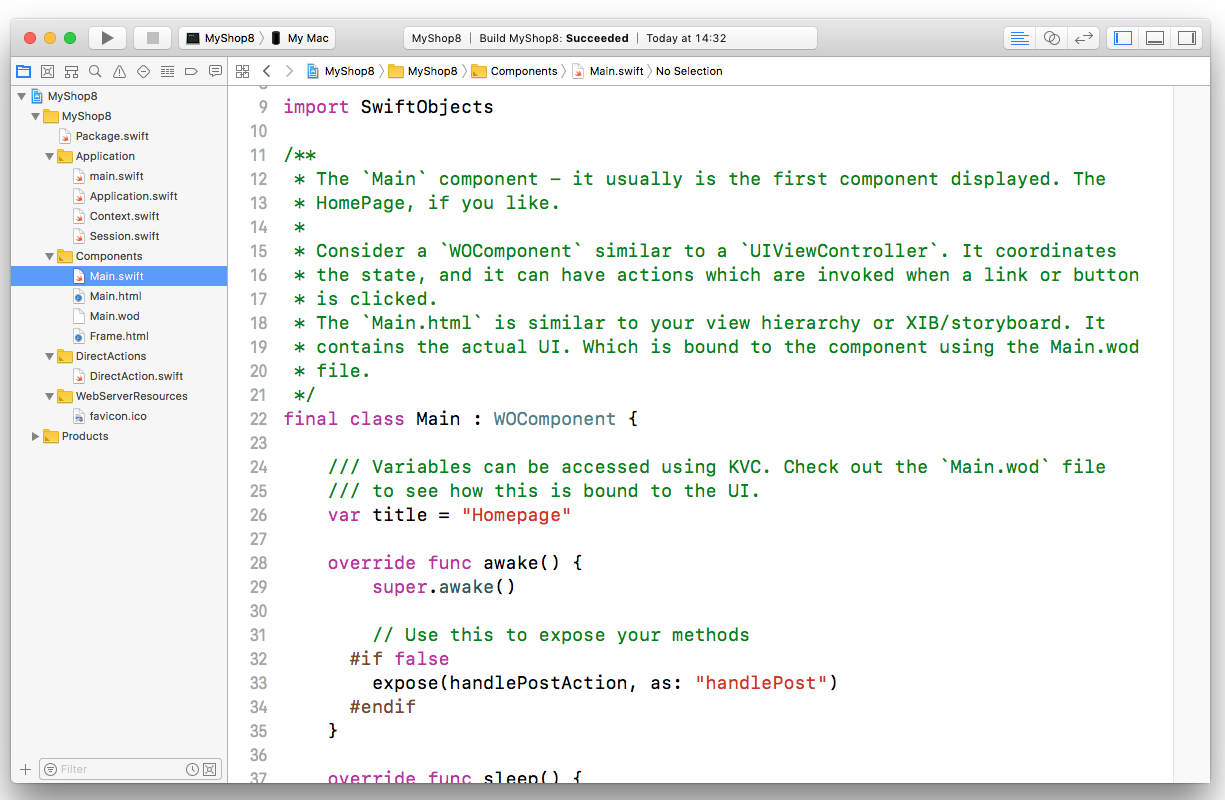 MyShop8 My Mac MyShop8 | Build MyShop8: Succeeded | Today at 14:32
MyShop8 MyShop8 Components Main.swift No Selection
MyShop8
MyShop8
Package.swift
Application
main.swift
Application.swift
Context.swift
Session.swift
Components
Main.swift
Main.html
Main.wod
Frame.html
DirectActions
DirectAction.swift
WebServerResources
favicon.ico
Products
Filter
9 import SwiftObjects
10
11 /**
12  * The `Main` component – it usually is the first component displayed. The
13  * HomePage, if you like.
14  *
15  * Consider a `WOComponent` similar to a `UIViewController`. It coordinates
16  * the state, and it can have actions which are invoked when a link or button
17  * is clicked.
18  * The `Main.html` is similar to your view hierarchy or XIB/storyboard. It
19  * contains the actual UI. Which is bound to the component using the Main.wod
20  * file.
21  */
22 final class Main : WOComponent {
23
24     /// Variables can be accessed using KVC. Check out the `Main.wod` file
25     /// to see how this is bound to the UI.
26     var title = "Homepage"
27
28     override func awake() {
29         super.awake()
30
31         // Use this to expose your methods
32       #if false
33         expose(handlePostAction, as: "handlePost")
34       #endif
35     }
36
37     override func sleep() {